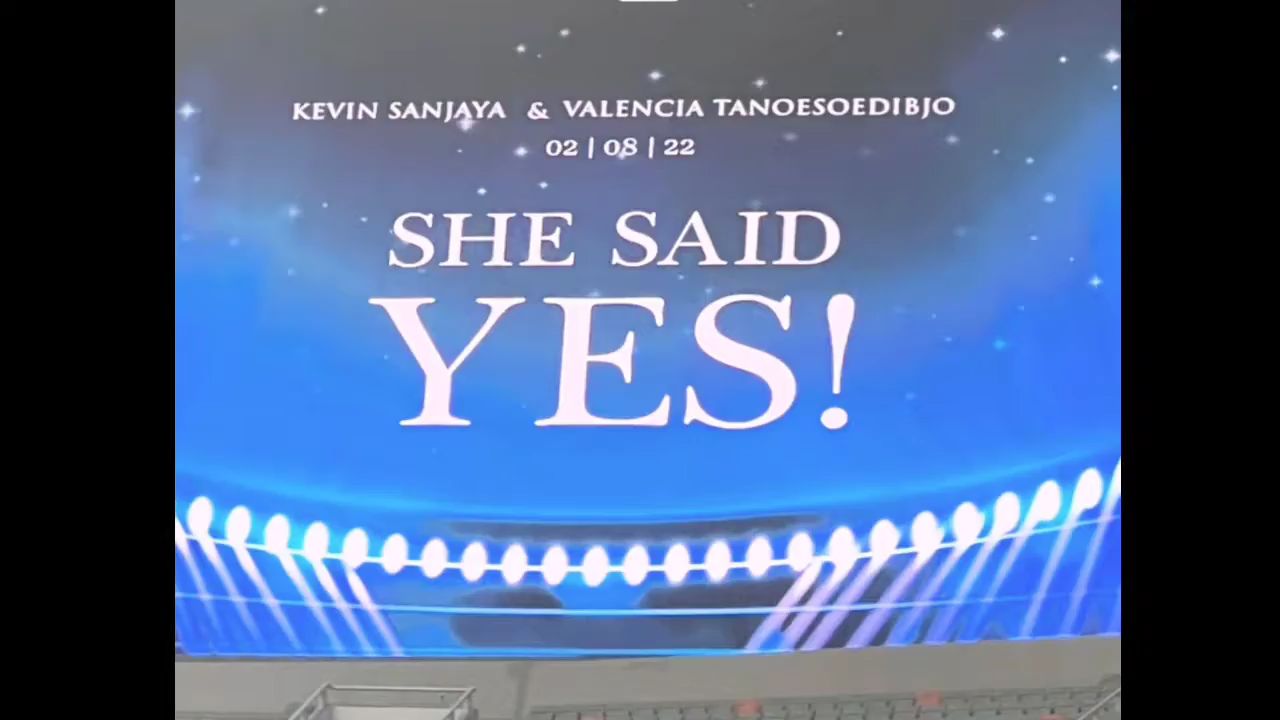 KEVIN SANJAYA & VALENCIA TANOESOEDIBJO
02 | 08 | 22
SHE SAID
YES!